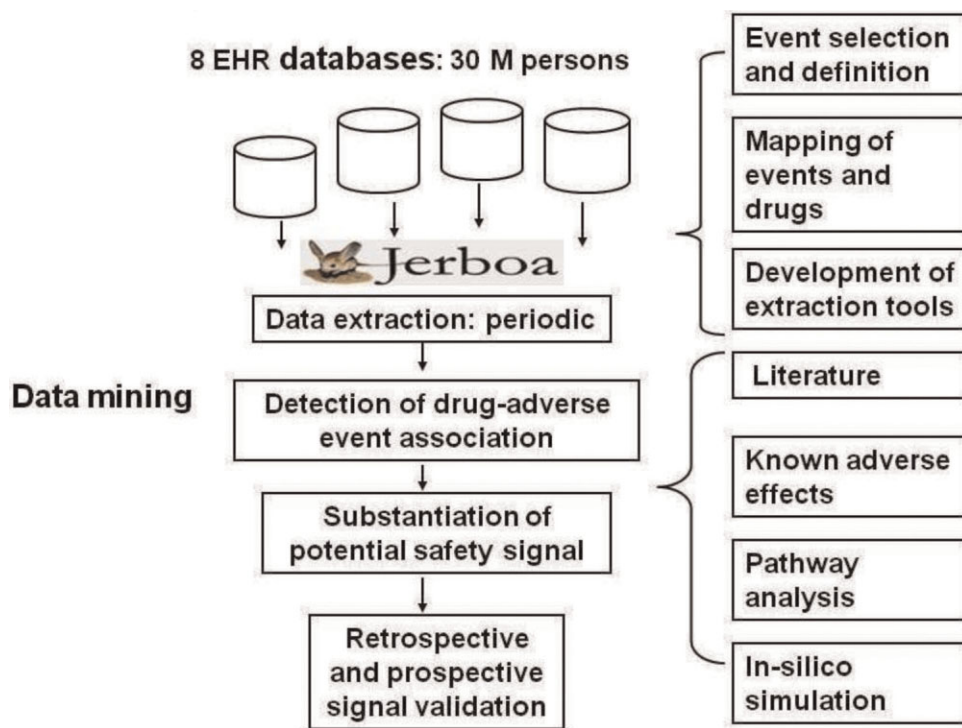 8 EHR databases: 30 M persons
Jerboa
Data extraction: periodic
Data mining
Detection of drug-adverse
event association
Substantiation of
potential safety signal
Retrospective
and prospective
signal validation
Event selection
and definition
Mapping of
events and
drugs
Development of
extraction tools
Literature
Known adverse
effects
Pathway
analysis
In-silico
simulation